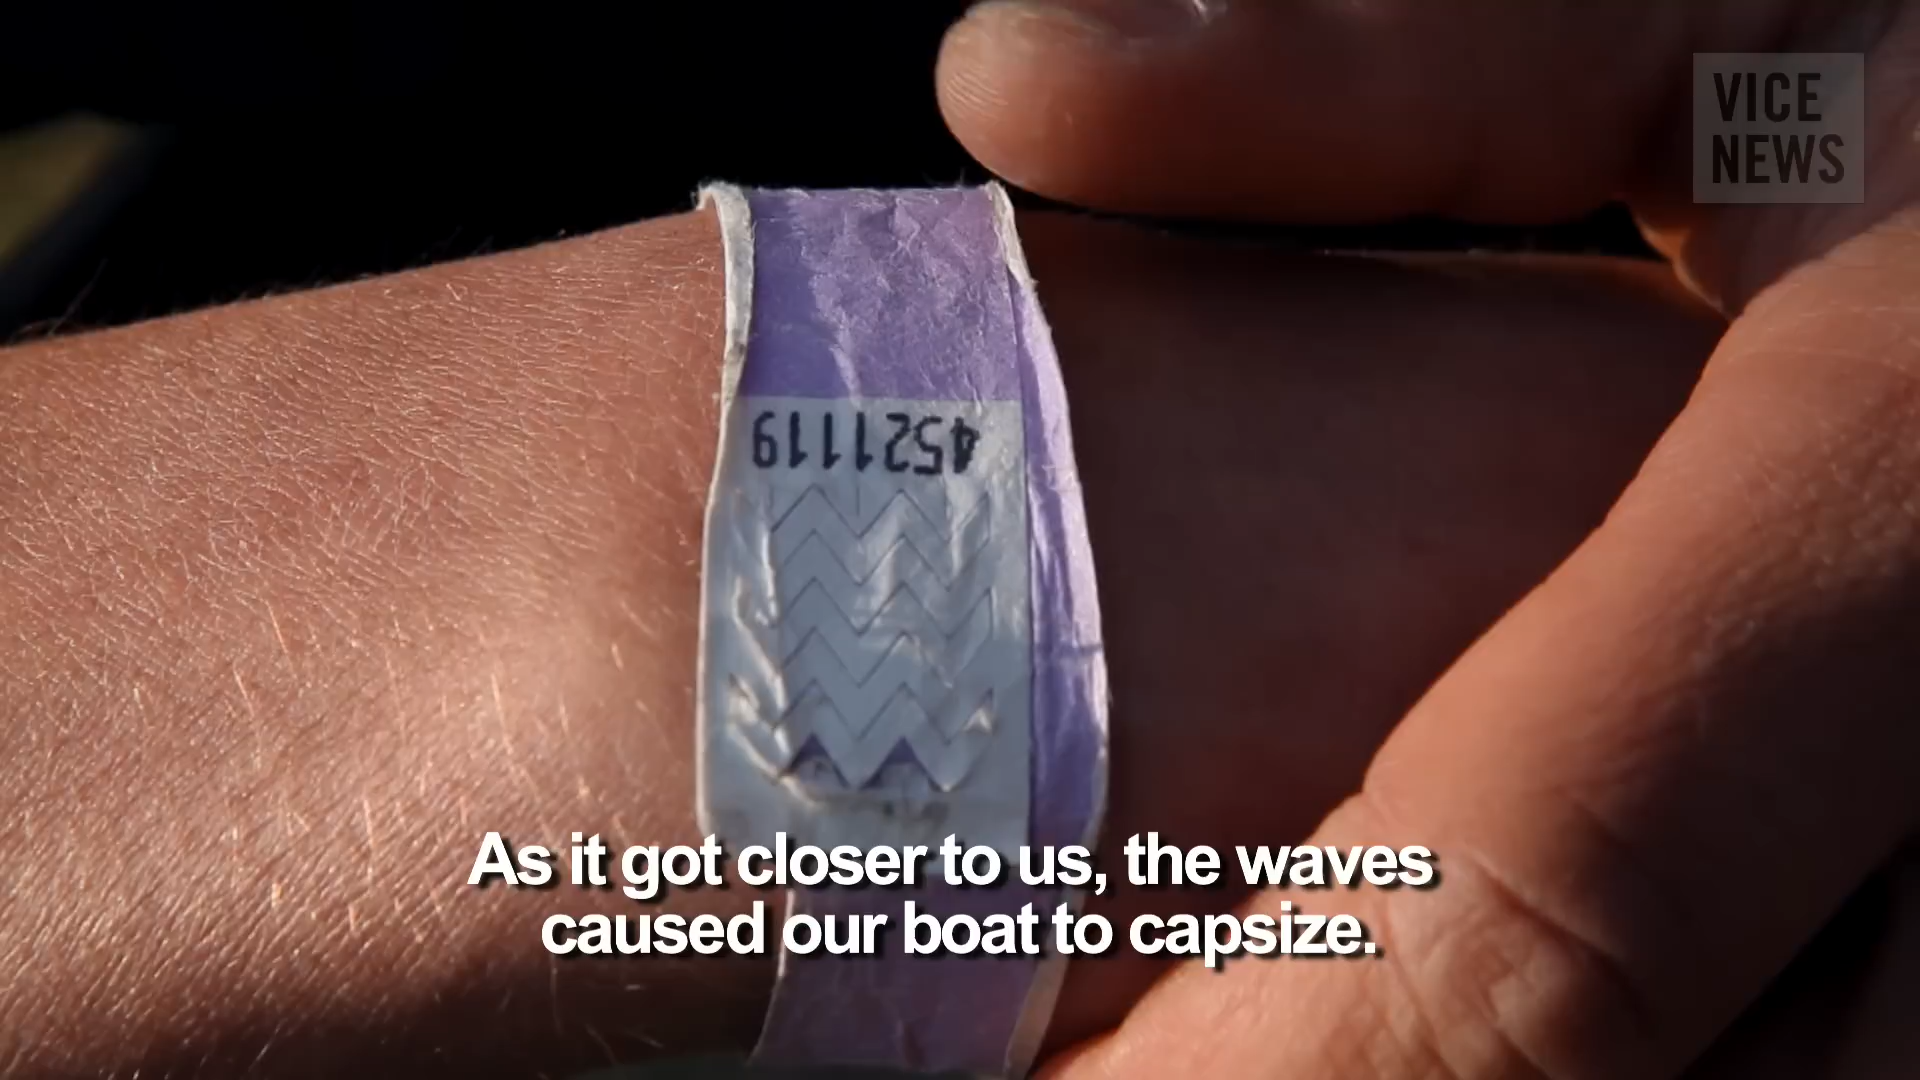 VICE
NEWS
4521119
As it got closer to us, the waves
caused our boat to capsize.